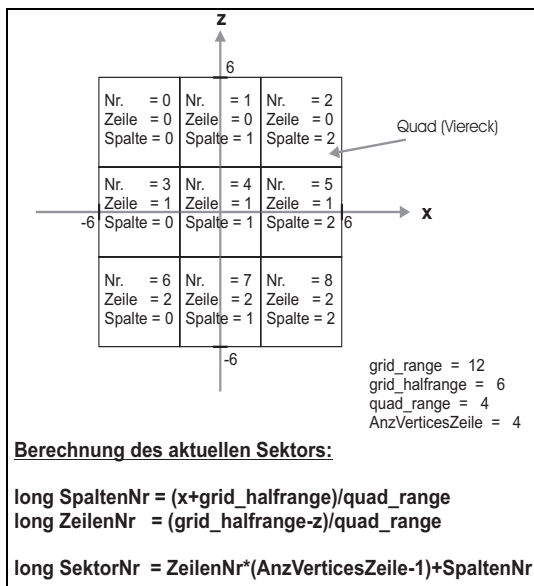 z
6
Nr. = 0 Nr. = 1 Nr. = 2
Zeile = 0 Zeile = 0 Zeile = 0
Spalte = 0 Spalte = 1 Spalte = 2
Quad (Viereck)
Nr. = 3 Nr. = 4 Nr. = 5
Zeile = 1 Zeile = 1 Zeile = 1
x
-6 Spalte = 0 Spalte = 1 Spalte = 2 6
Nr. = 6 Nr. = 7 Nr. = 8
Zeile = 2 Zeile = 2 Zeile = 2
Spalte = 0 Spalte = 1 Spalte = 2
-6
grid_range = 12
grid_halfrange = 6
quad_range = 4
AnzVerticesZeile = 4
Berechnung des aktuellen Sektors:
long SpaltenNr = (x+grid_halfrange)/quad_range
long ZeilenNr = (grid_halfrange-z)/quad_range
long SektorNr = ZeilenNr*(AnzVerticesZeile-1)+SpaltenNr